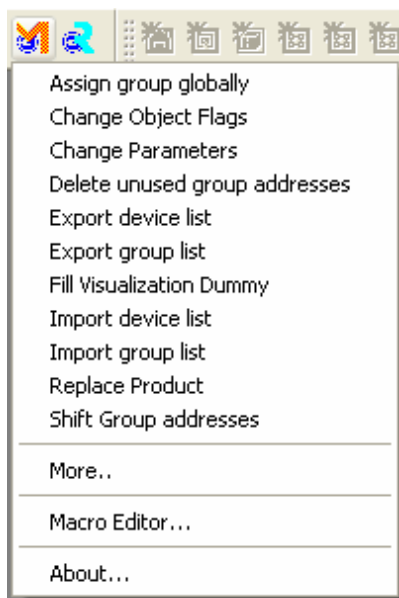 Assign group globally
Change Object Flags
Change Parameters
Delete unused group addresses
Export device list
Export group list
Fill Visualization Dummy
Import device list
Import group list
Replace Product
Shift Group addresses
More..
Macro Editor...
About...